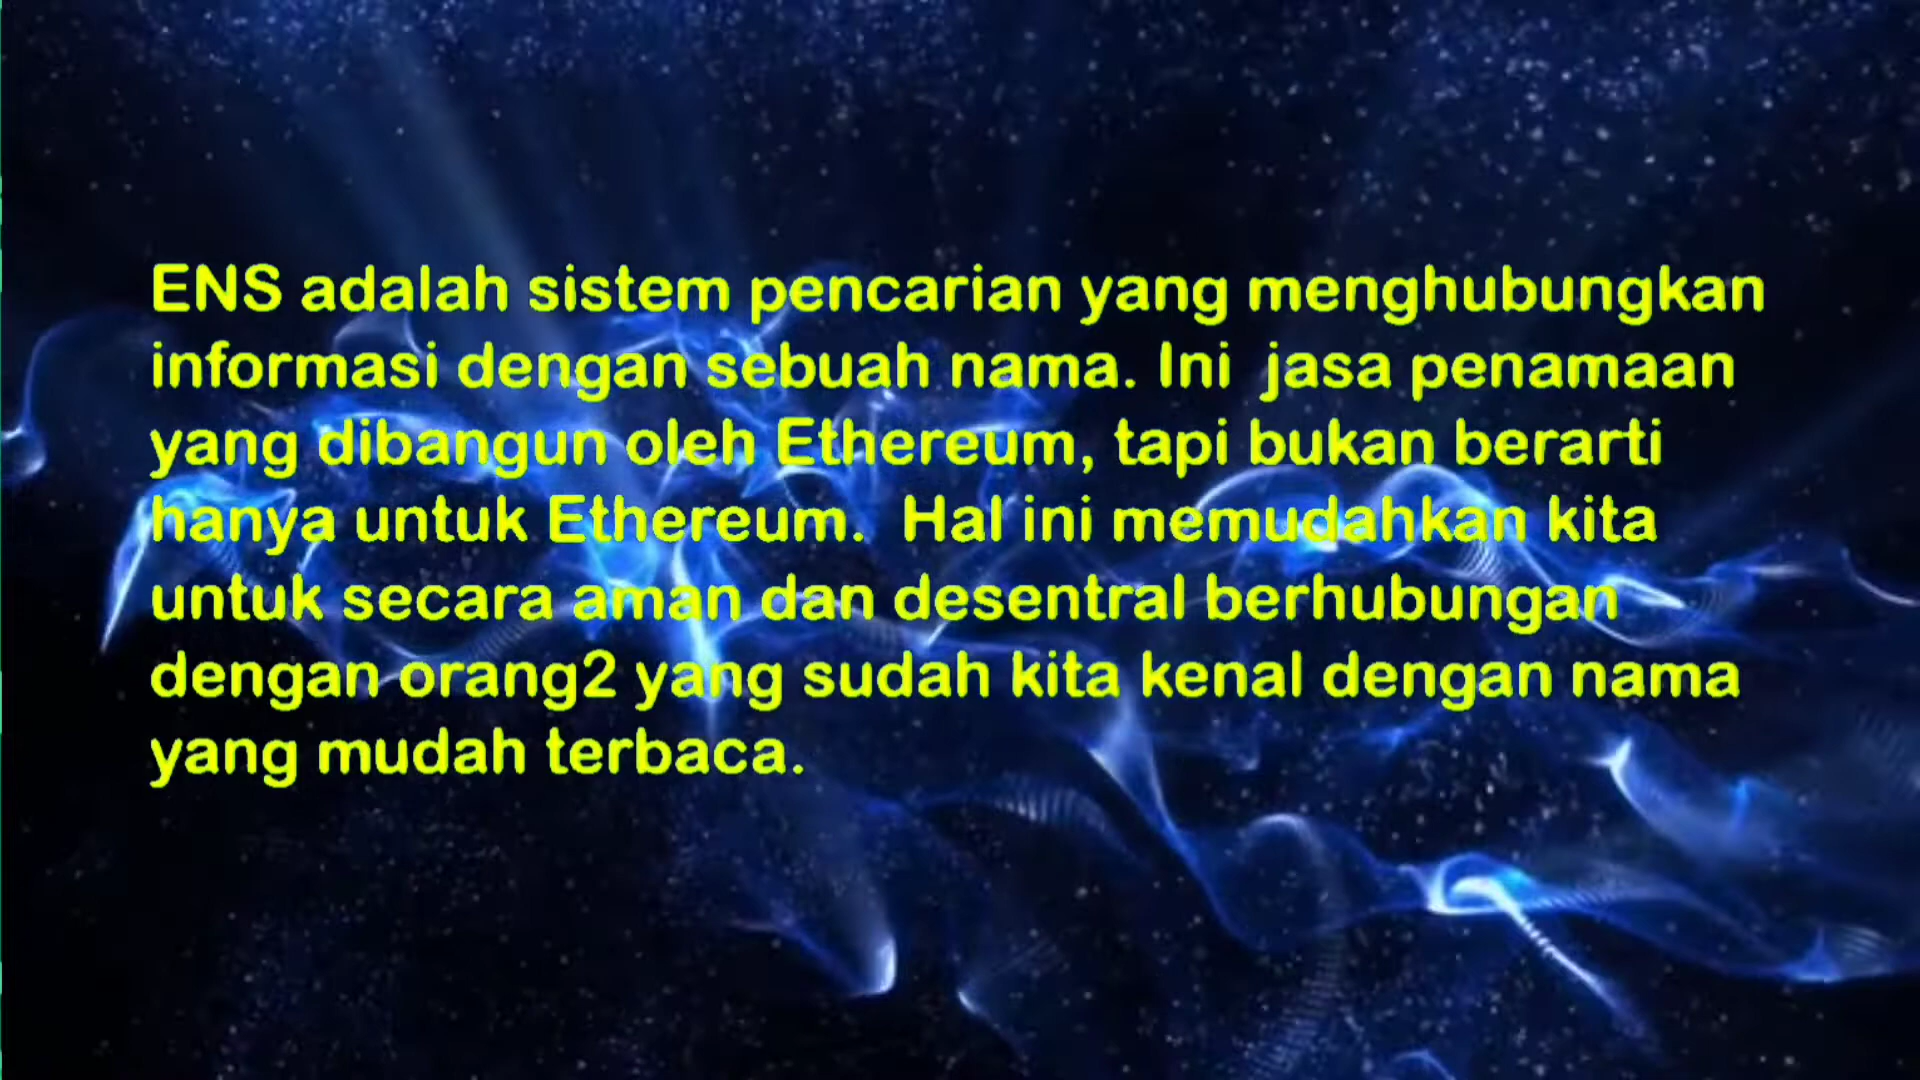 ENS adalah sistem pencarian yang menghubungkan
informasi dengan sebuah nama. Ini  jasa penamaan
yang dibangun oleh Ethereum, tapi bukan berarti
hanya untuk Ethereum.  Hal ini memudahkan kita
untuk secara aman dan desentral berhubungan
dengan orang2 yang sudah kita kenal dengan nama
yang mudah terbaca.